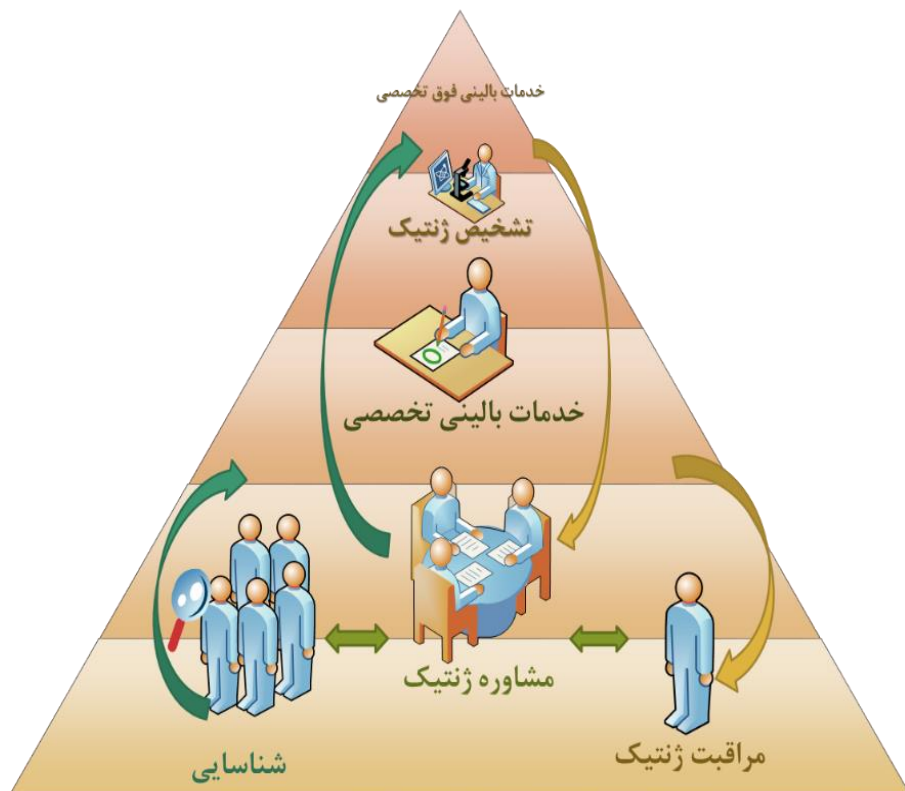 خدمات بالینی فوق تخصصی
تشخیص ژنتیک
خدمات بالینی تخصصی
مشاوره ژنتیک
مراقبت ژنتیک
شناسایی